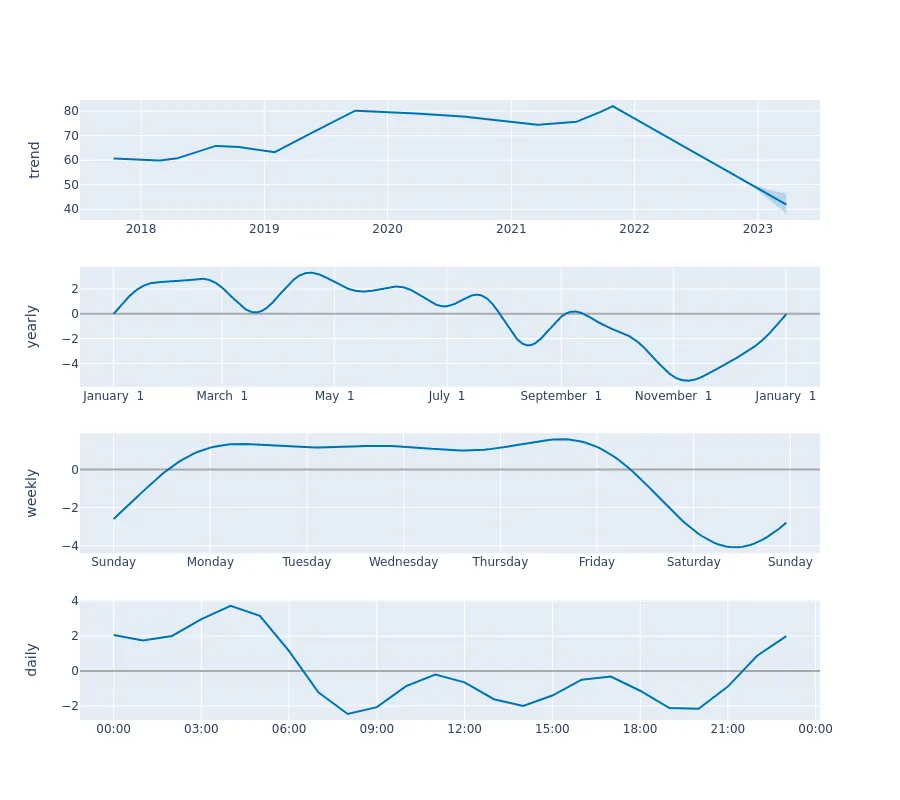 trend
80
70
60
50
40
2018 2019 2020 2021 2022 2023
yearly
2
0
−2
−4
January 1 March 1 May 1 July 1 September 1 November 1 January 1
weekly
0
−2
−4
Sunday Monday Tuesday Wednesday Thursday Friday Saturday Sunday
daily
4
2
0
−2
00:00 03:00 06:00 09:00 12:00 15:00 18:00 21:00 00:00